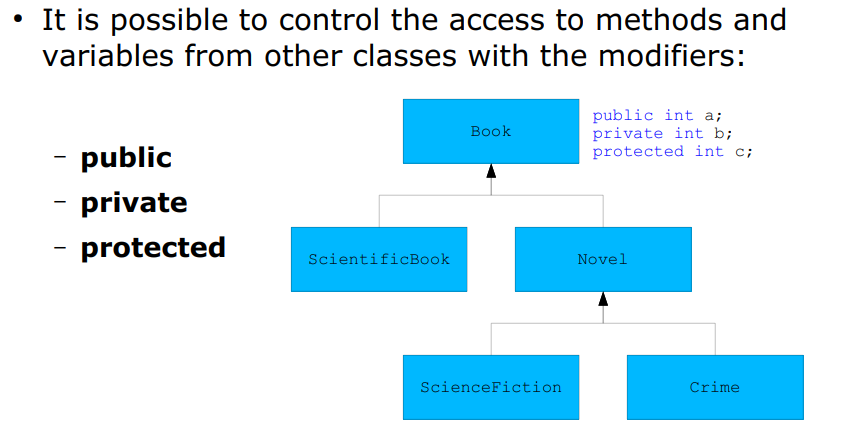 • It is possible to control the access to methods and
variables from other classes with the modifiers:
– public
– private
– protected
Book
public int a;
private int b;
protected int c;
ScientificBook
Novel
ScienceFiction
Crime